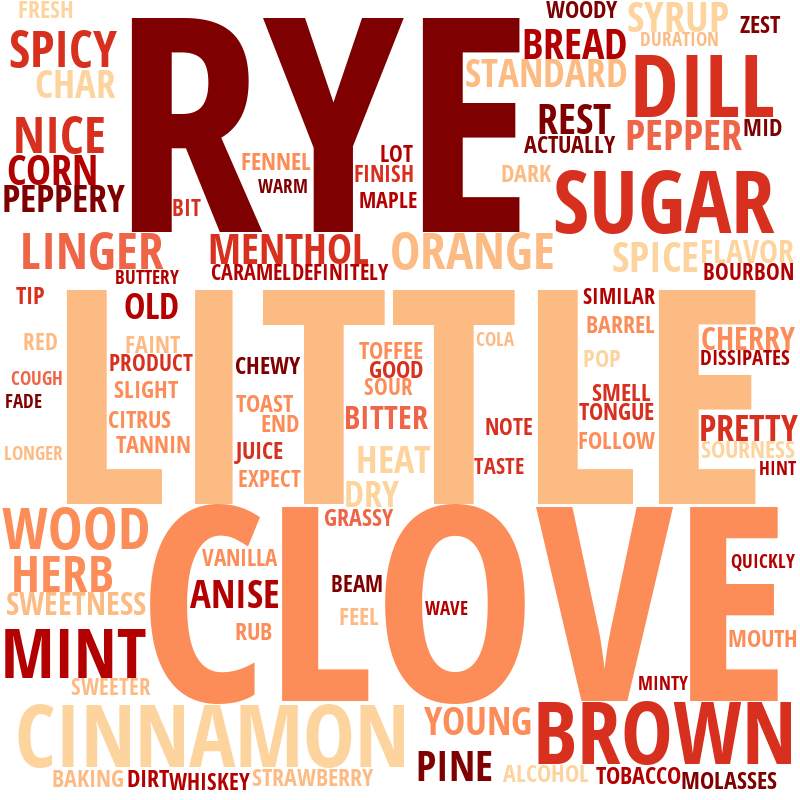 FRESH
WOODY
SYRUP
ZEST
SPICY
RYE
BREAD
DURATION
CHAR
STANDARD
DILL
NICE
REST
PEPPER
MID
ACTUALLY
CORN
FENNEL
LOT
FINISH
DARK
SUGAR
PEPPERY
WARM
MAPLE
BIT
LINGER
MENTHOL
ORANGE
SPICE
FLAVOR
BUTTERY
CARAMEL
DEFINITELY
BOURBON
TIP
OLD
LITTLE
SIMILAR
BARREL
RED
FAINT
TOFFEE
COLA
CHERRY
PRODUCT
CHEWY
GOOD
POP
DISSIPATES
COUGH
SLIGHT
SOUR
SMELL
FADE
TOAST
TONGUE
CITRUS
END
BITTER
NOTE
PRETTY
TANNIN
FOLLOW
LONGER
JUICE
HEAT
TASTE
SOURNESS
HINT
EXPECT
DRY
WOOD
GRASSY
CLOVE
VANILLA
QUICKLY
HERB
ANISE
BEAM
SWEETNESS
FEEL
WAVE
RUB
MOUTH
MINT
SWEETER
MINTY
CINNAMON
YOUNG
BROWN
PINE
BAKING
DIRT
WHISKEY
STRAWBERRY
ALCOHOL
TOBACCO
MOLASSES